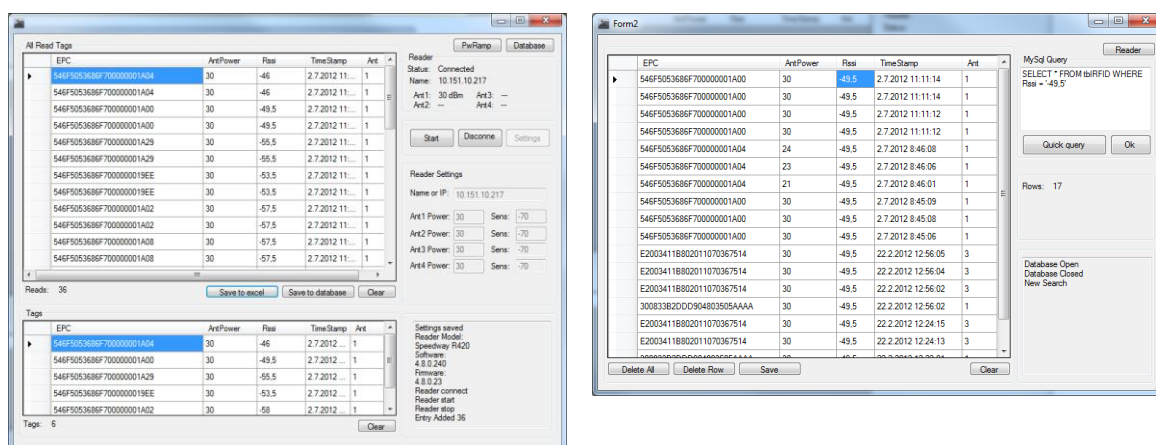 All Read Tags
PwRamp Database
EPC AntPower Rssi TimeStamp Ant
546F5053686F700000001A04 30 -46 2.7.2012 11:... 1
546F5053686F700000001A04 30 -46 2.7.2012 11:... 1
546F5053686F700000001A00 30 -49,5 2.7.2012 11:... 1
546F5053686F700000001A00 30 -49,5 2.7.2012 11:... 1
546F5053686F700000001A29 30 -55,5 2.7.2012 11:... 1
546F5053686F700000001A29 30 -55,5 2.7.2012 11:... 1
546F5053686F7000000019EE 30 -53,5 2.7.2012 11:... 1
546F5053686F7000000019EE 30 -53,5 2.7.2012 11:... 1
546F5053686F700000001A02 30 -57,5 2.7.2012 11:... 1
546F5053686F700000001A02 30 -57,5 2.7.2012 11:... 1
546F5053686F700000001A08 30 -57,5 2.7.2012 11:... 1
546F5053686F700000001A08 30 -57,5 2.7.2012 11:... 1
Reads: 36
Save to excel Save to database Clear
Reader
Status: Connected
Name: 10.151.10.217
Ant1: 30 dBm Ant3: ---
Ant2: --- Ant4: ---
Start Disconne Settings
Reader Settings
Name or IP: 10.151.10.217
Ant1 Power: 30 Sens: -70
Ant2 Power: 30 Sens: -70
Ant3 Power: 30 Sens: -70
Ant4 Power: 30 Sens: -70
Tags
EPC AntPower Rssi TimeStamp Ant
546F5053686F700000001A04 30 -46 2.7.2012 ... 1
546F5053686F700000001A00 30 -49,5 2.7.2012 ... 1
546F5053686F700000001A29 30 -55,5 2.7.2012 ... 1
546F5053686F7000000019EE 30 -53,5 2.7.2012 ... 1
546F5053686F700000001A02 30 -58 2.7.2012 ... 1
Tags: 6
Clear
Settings saved
Reader Model:
Speedway R420
Software:
4.8.0.240
Firmware:
4.8.0.23
Reader connect
Reader start
Reader stop
Entry Added 36
Form2
Reader
EPC AntPower Rssi TimeStamp Ant
546F5053686F700000001A00 30 -49,5 2.7.2012 11:11:14 1
546F5053686F700000001A00 30 -49,5 2.7.2012 11:11:14 1
546F5053686F700000001A00 30 -49,5 2.7.2012 11:11:12 1
546F5053686F700000001A00 30 -49,5 2.7.2012 11:11:12 1
546F5053686F700000001A04 24 -49,5 2.7.2012 8:46:08 1
546F5053686F700000001A04 23 -49,5 2.7.2012 8:46:06 1
546F5053686F700000001A04 21 -49,5 2.7.2012 8:46:01 1
546F5053686F700000001A00 30 -49,5 2.7.2012 8:45:09 1
546F5053686F700000001A00 30 -49,5 2.7.2012 8:45:08 1
546F5053686F700000001A00 30 -49,5 2.7.2012 8:45:06 1
E2003411B802011070367514 30 -49,5 22.2.2012 12:56:05 3
E2003411B802011070367514 30 -49,5 22.2.2012 12:56:04 3
E2003411B802011070367514 30 -49,5 22.2.2012 12:56:02 3
300833B2DDD904803505AAAA 30 -49,5 22.2.2012 12:56:02 1
E2003411B802011070367514 30 -49,5 22.2.2012 12:24:15 3
E2003411B802011070367514 30 -49,5 22.2.2012 12:24:13 3
Delete All Delete Row Save Clear
MySql Query
SELECT * FROM tblRFID WHERE
Rssi = '-49,5'
Quick query Ok
Rows: 17
Database Open
Database Closed
New Search